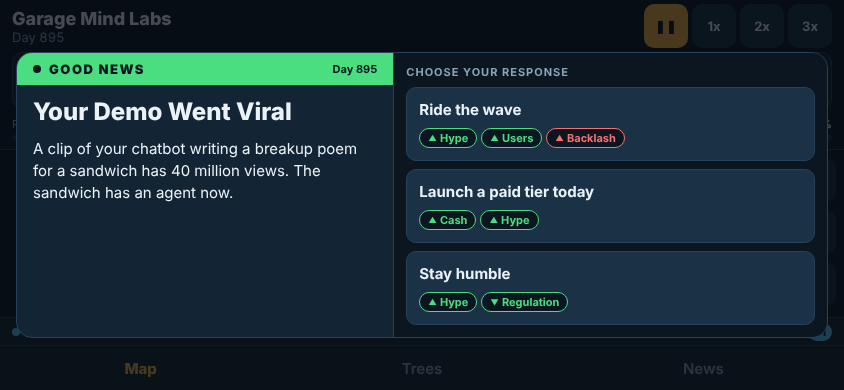 Garage Mind Labs
Day 895
1x
2x
3x
GOOD NEWS
Day 895
Your Demo Went Viral
A clip of your chatbot writing a breakup poem
for a sandwich has 40 million views. The
sandwich has an agent now.
CHOOSE YOUR RESPONSE
Ride the wave
▲ Hype ▲ Users ▲ Backlash
Launch a paid tier today
▲ Cash ▲ Hype
Stay humble
▲ Hype ▼ Regulation
Map
Trees
News